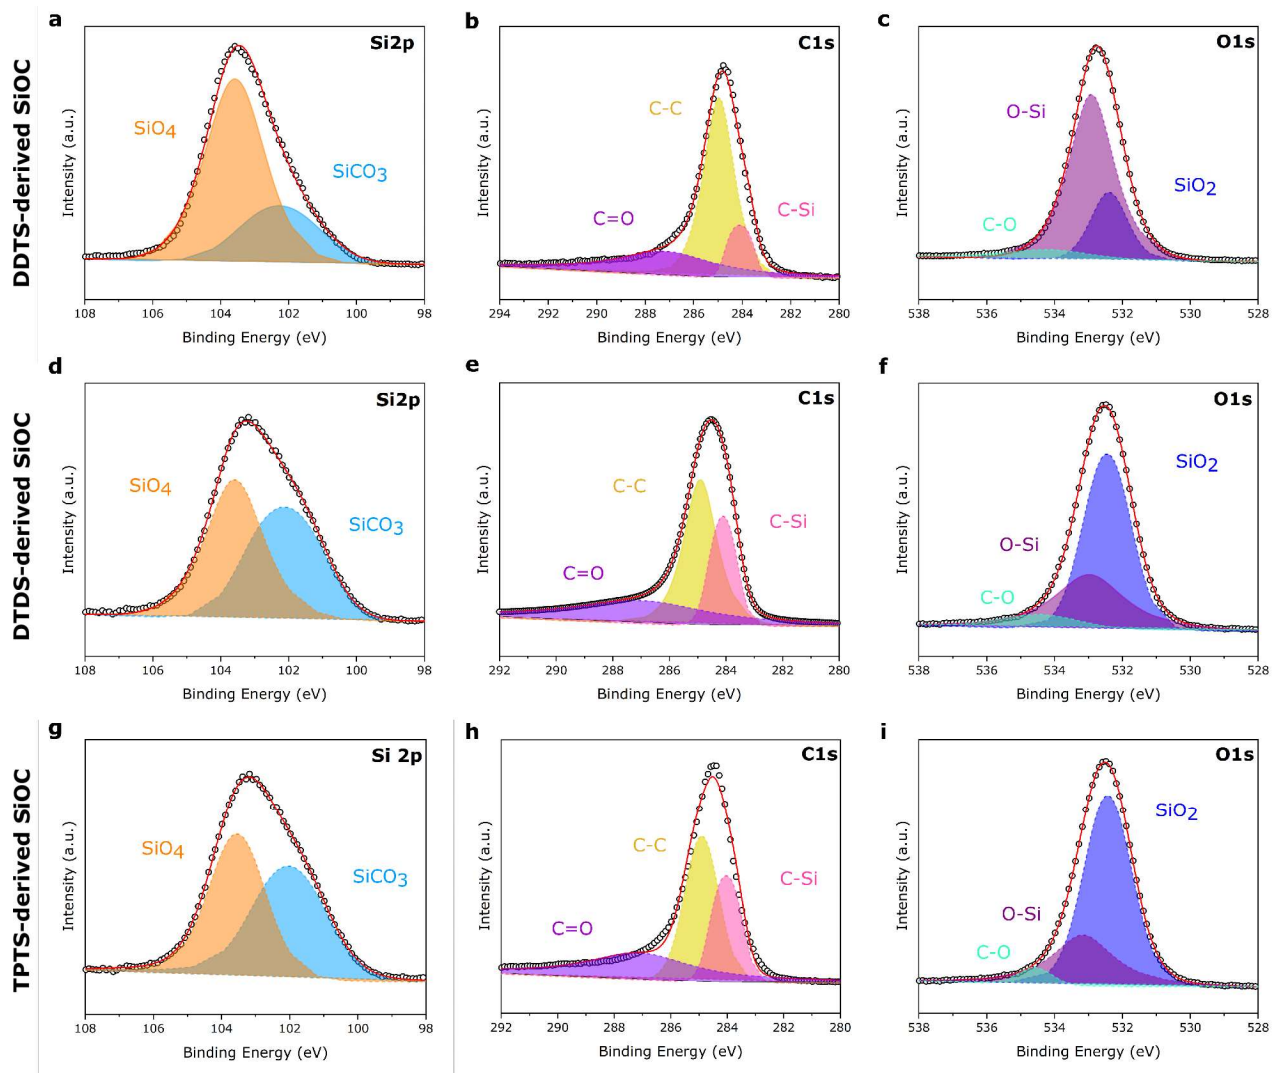 DDTS-derived SiOC
a
Si2p
SiO4
SiCO3
Intensity (a.u.)
108 106 104 102 100 98
Binding Energy (eV)
b
C1s
C-C
C=O
C-Si
Intensity (a.u.)
294 292 290 288 286 284 282 280
Binding Energy (eV)
c
O1s
O-Si
SiO2
C-O
Intensity (a.u.)
538 536 534 532 530 528
Binding Energy (eV)
DTDS-derived SiOC
d
Si2p
SiO4
SiCO3
Intensity (a.u.)
108 106 104 102 100 98
Binding Energy (eV)
e
C1s
C-C
C-Si
C=O
Intensity (a.u.)
292 290 288 286 284 282 280
Binding Energy (eV)
f
O1s
SiO2
O-Si
C-O
Intensity (a.u.)
538 536 534 532 530 528
Binding Energy (eV)
TPTS-derived SiOC
g
Si 2p
SiO4
SiCO3
Intensity (a.u.)
108 106 104 102 100 98
Binding Energy (eV)
h
C1s
C-C
C-Si
C=O
Intensity (a.u.)
292 290 288 286 284 282 280
Binding Energy (eV)
i
O1s
SiO2
O-Si
C-O
Intensity (a.u.)
538 536 534 532 530 528
Binding Energy (eV)